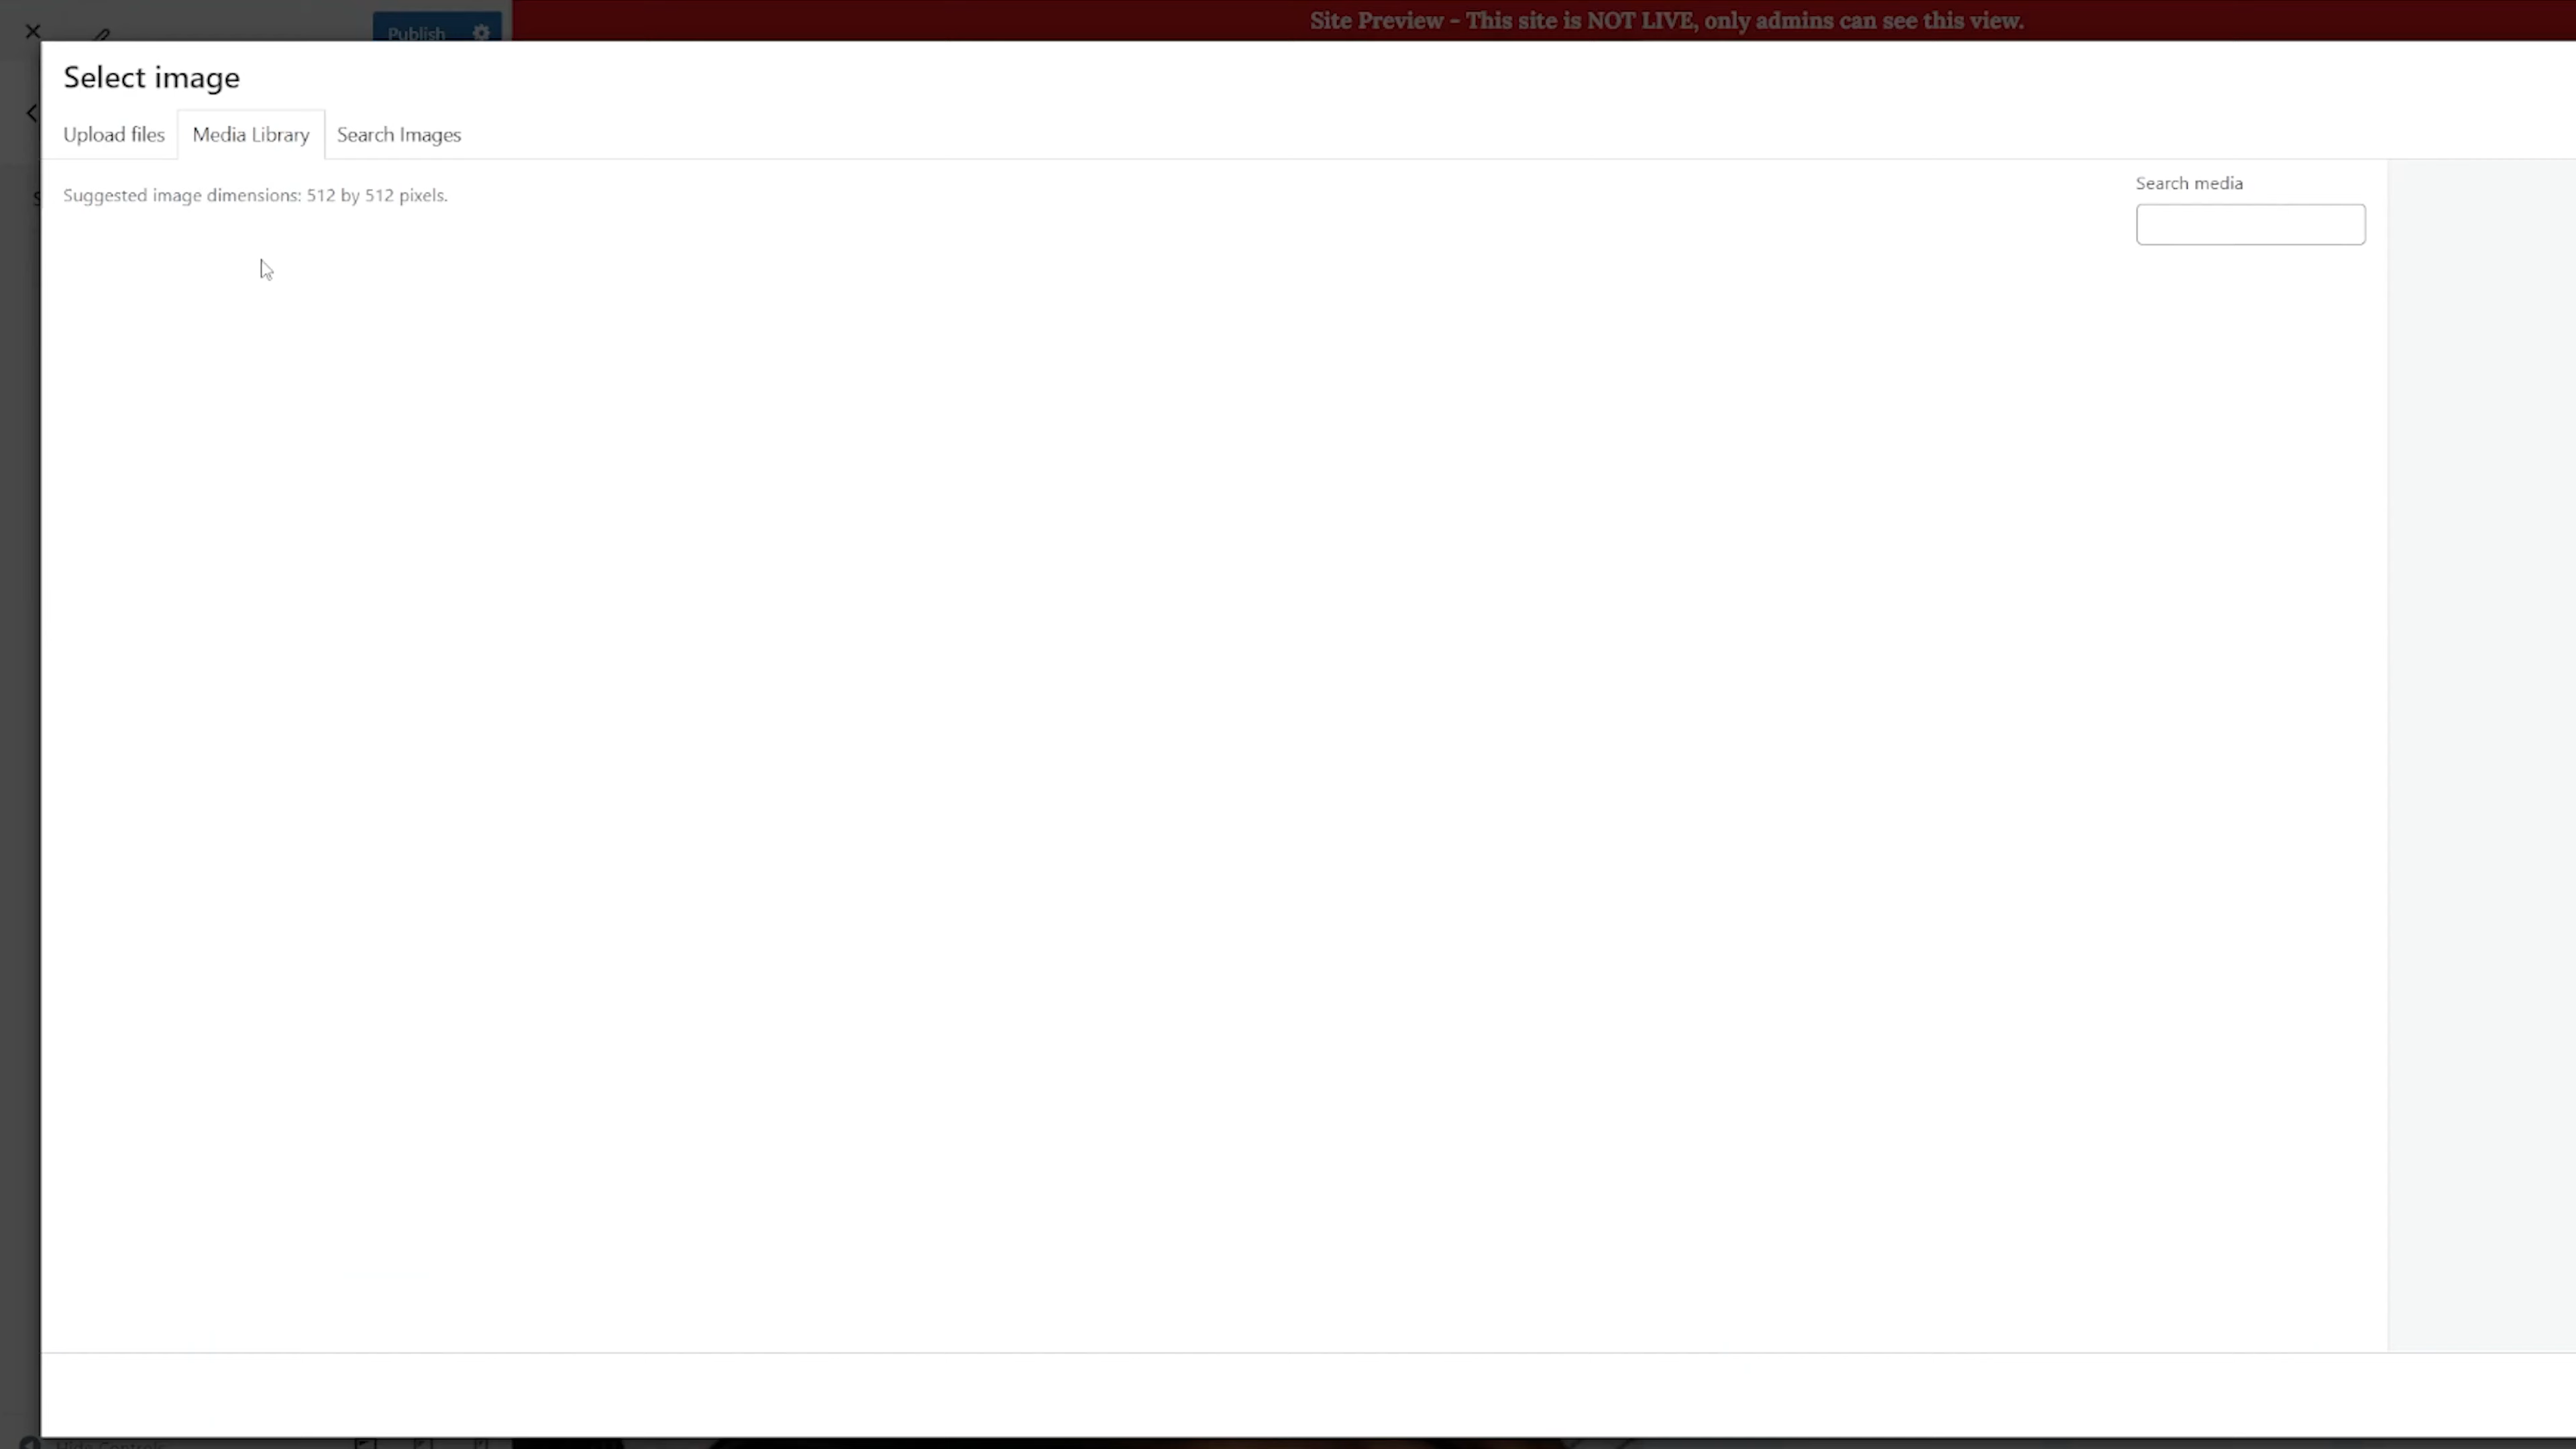 Publish
Site Preview - This site is NOT LIVE, only admins can see this view.
Select image
Upload files
Media Library
Search Images
Suggested image dimensions: 512 by 512 pixels.
Search media